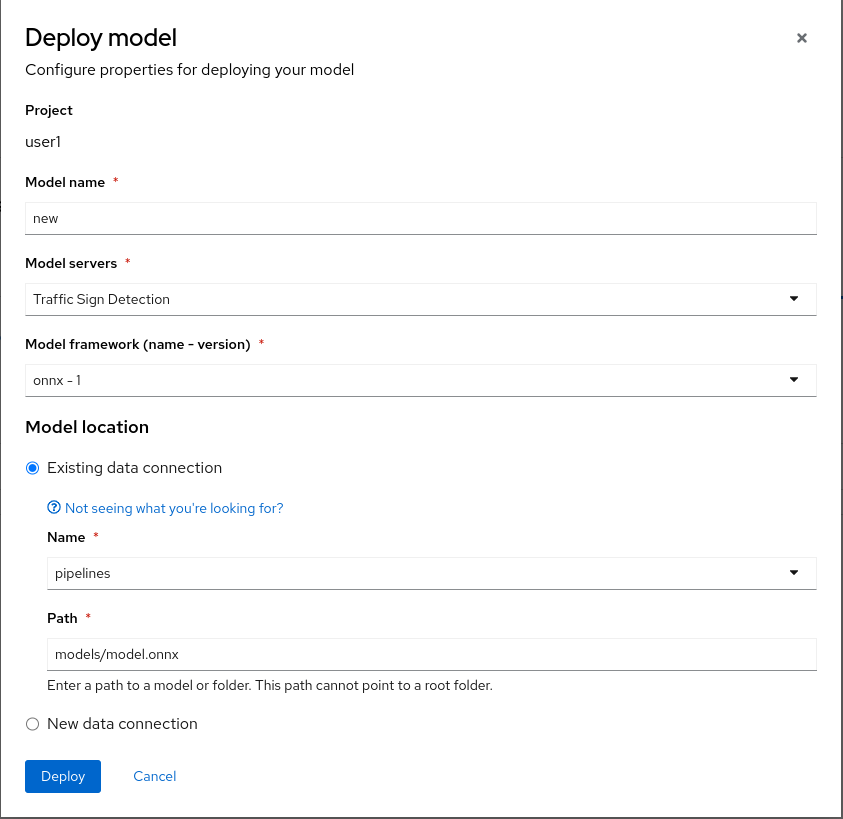 Deploy model
Configure properties for deploying your model
Project
user1
Model name *
new
Model servers *
Traffic Sign Detection
Model framework (name - version) *
onnx - 1
Model location
Existing data connection
Not seeing what you're looking for?
Name *
pipelines
Path *
models/model.onnx
Enter a path to a model or folder. This path cannot point to a root folder.
New data connection
Deploy Cancel